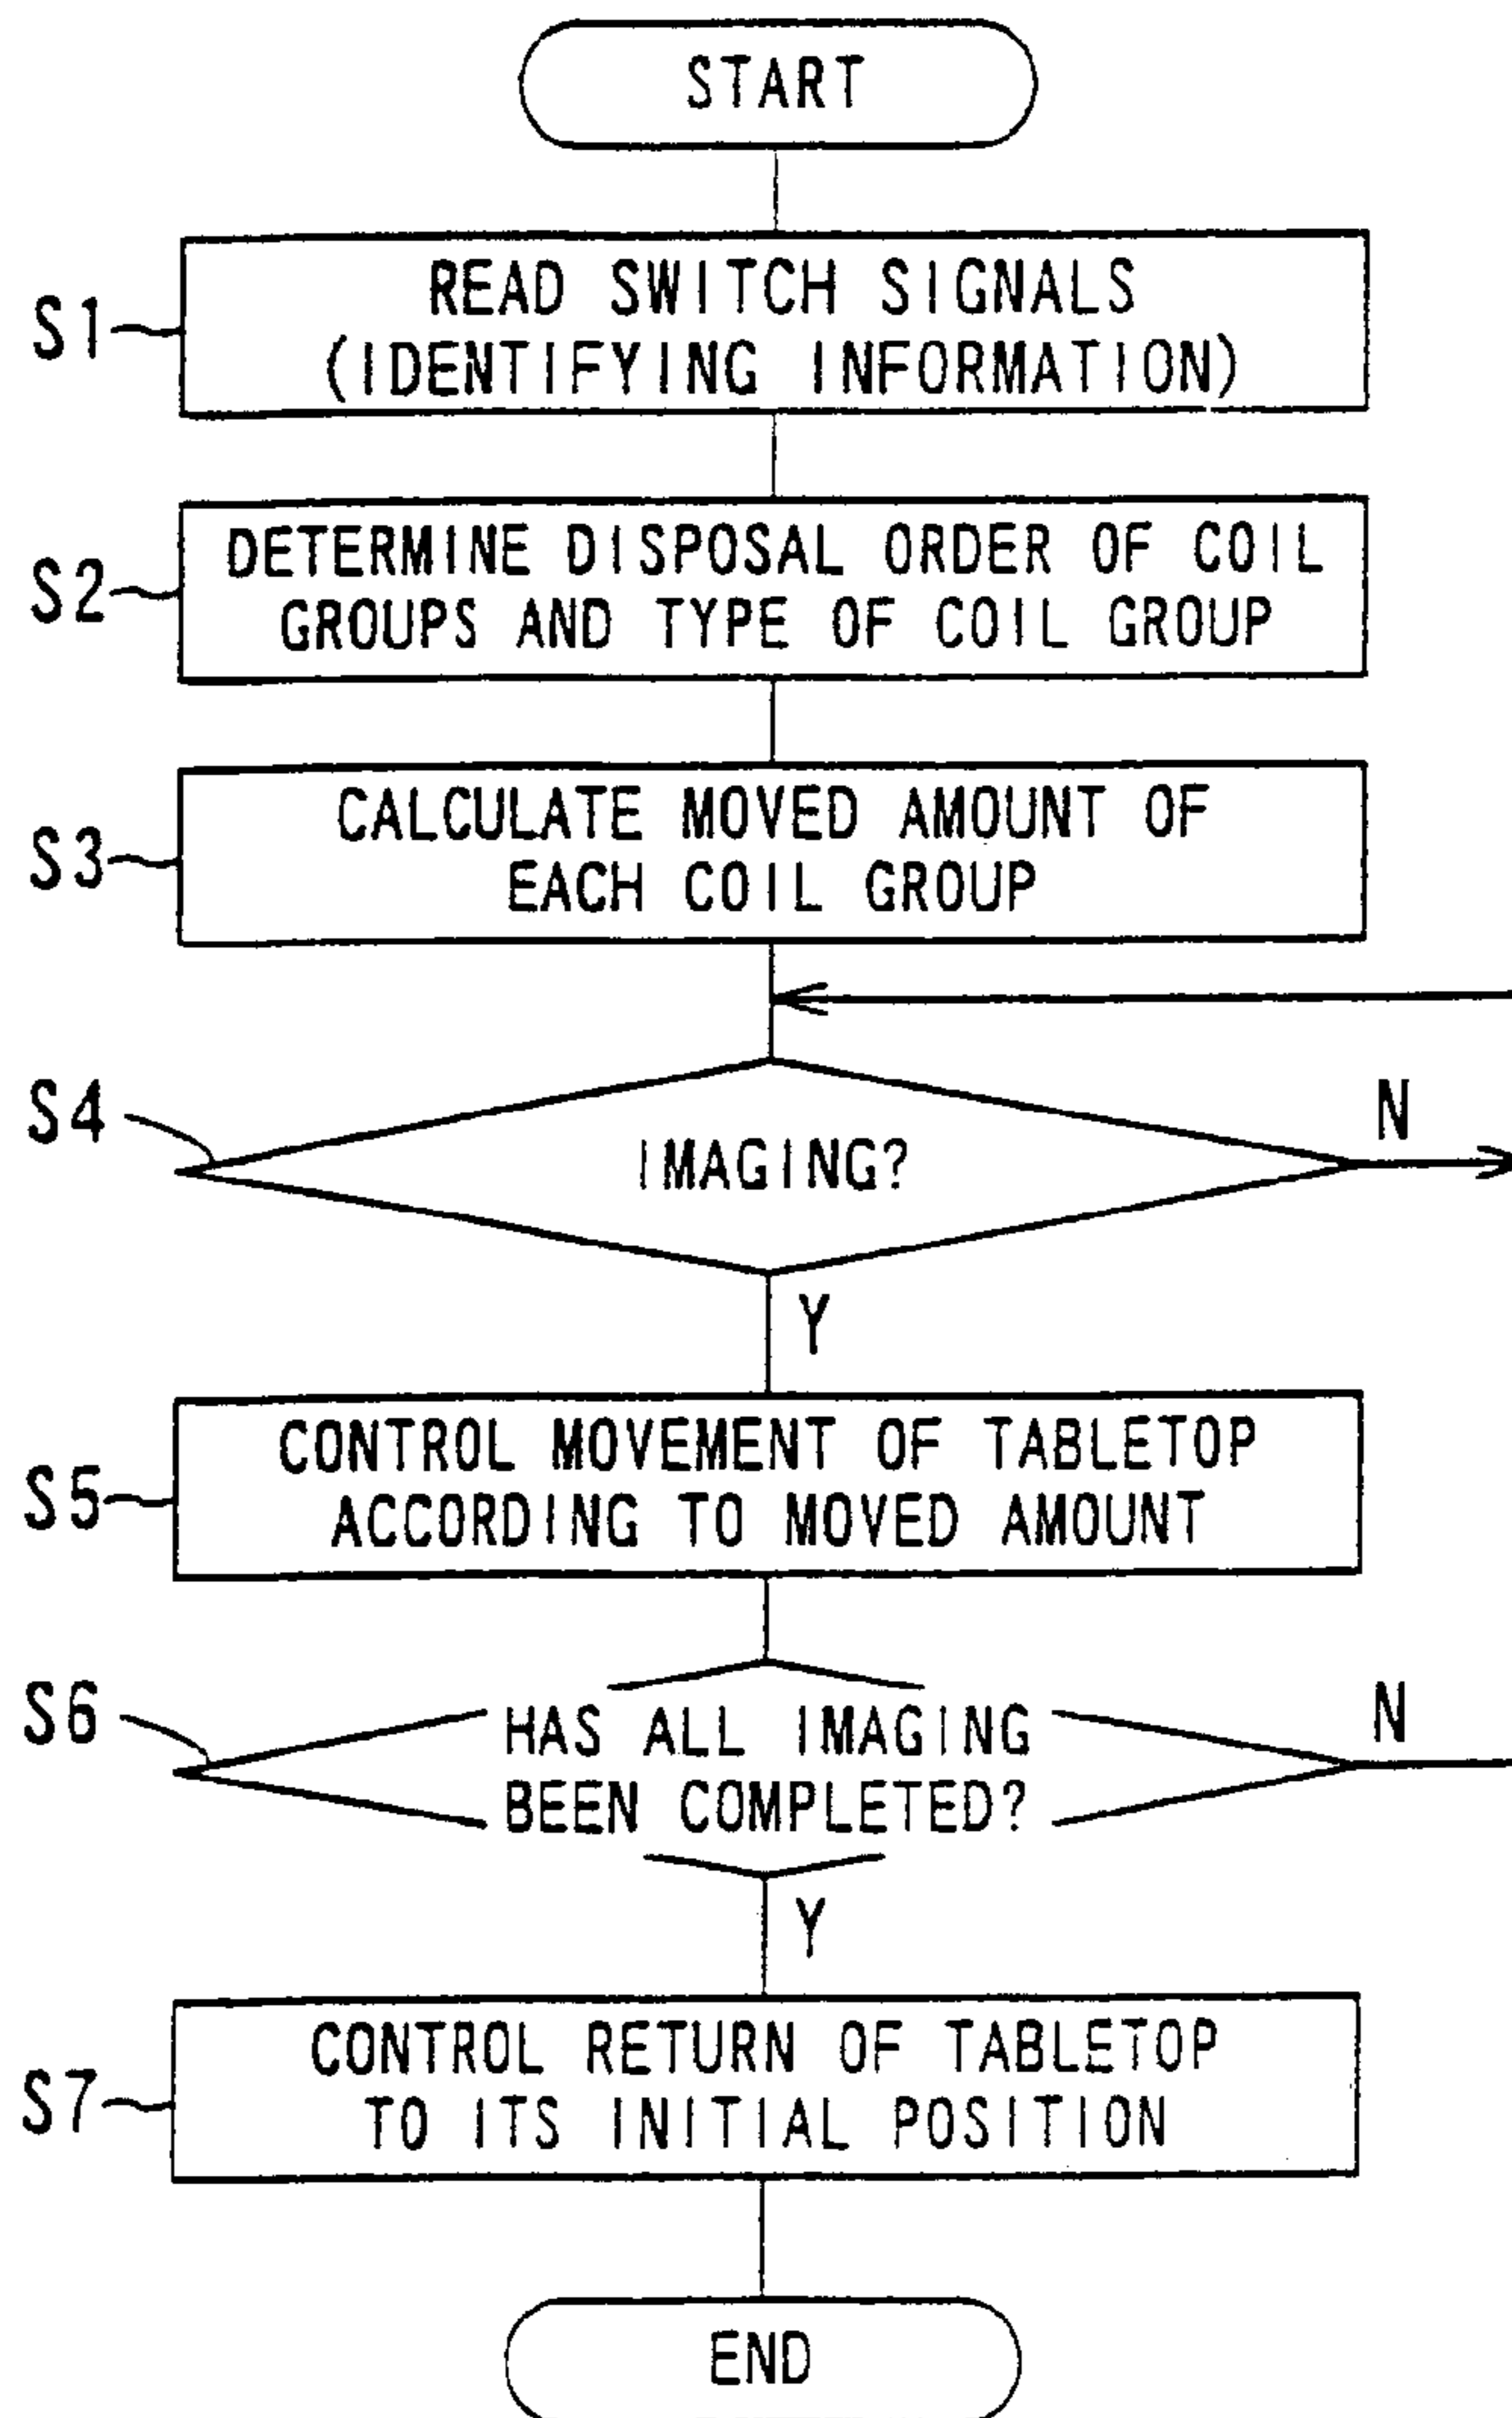 START
S1
READ SWITCH SIGNALS
(IDENTIFYING INFORMATION)
S2
DETERMINE DISPOSAL ORDER OF COIL
GROUPS AND TYPE OF COIL GROUP
S3
CALCULATE MOVED AMOUNT OF
EACH COIL GROUP
S4
IMAGING?
N
Y
S5
CONTROL MOVEMENT OF TABLETOP
ACCORDING TO MOVED AMOUNT
S6
HAS ALL IMAGING
BEEN COMPLETED?
N
Y
S7
CONTROL RETURN OF TABLETOP
TO ITS INITIAL POSITION
END